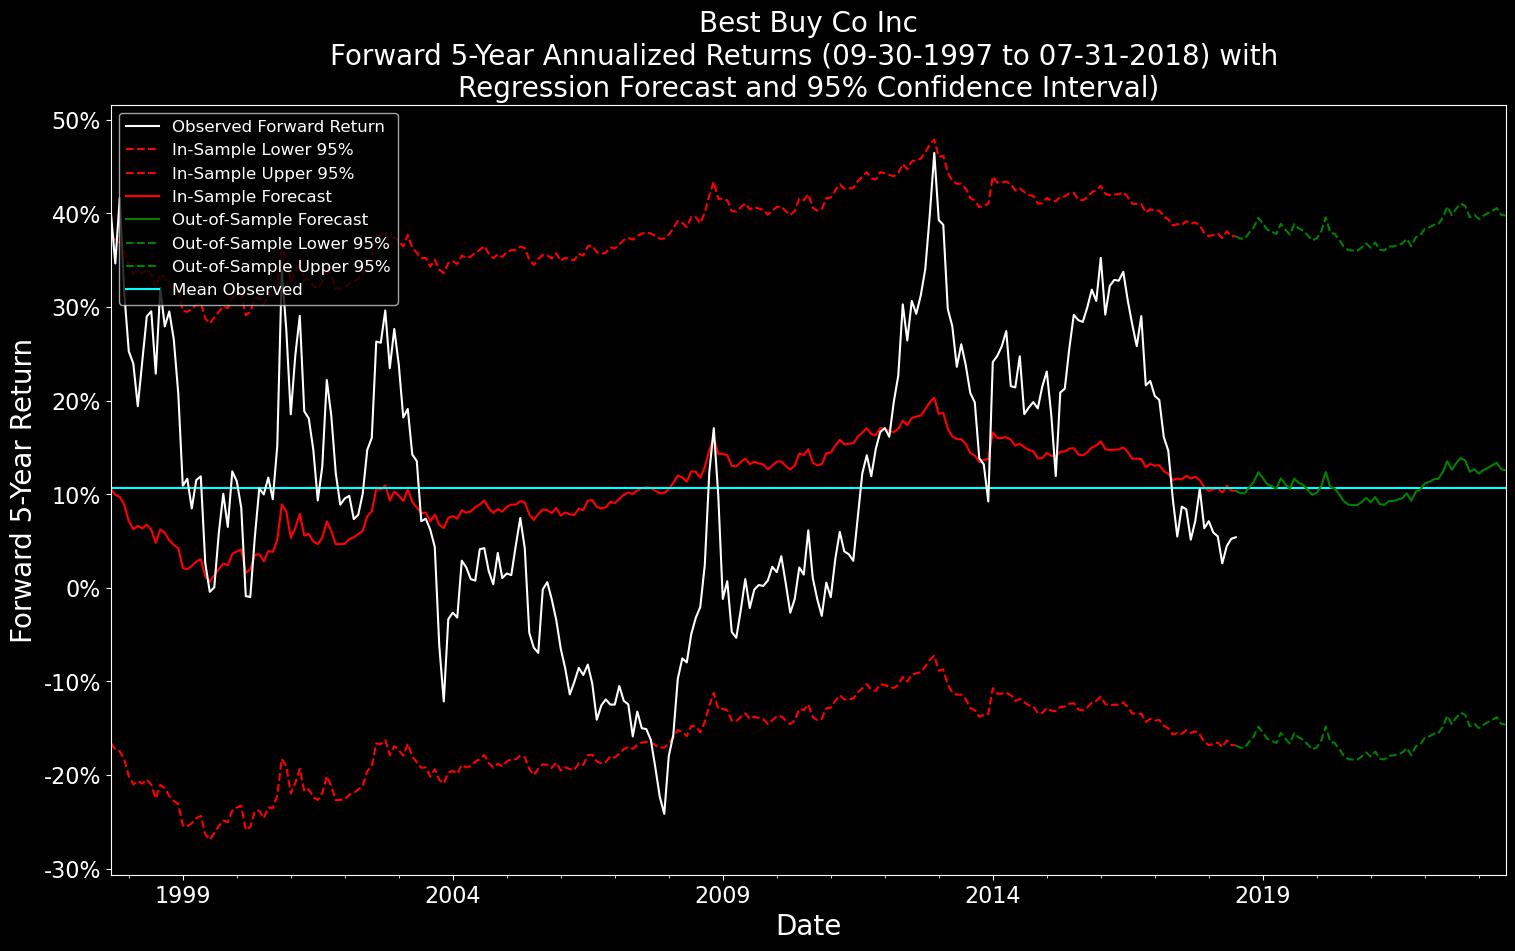 Best Buy Co Inc
Forward 5-Year Annualized Returns (09-30-1997 to 07-31-2018) with
Regression Forecast and 95% Confidence Interval)
Observed Forward Return
In-Sample Lower 95%
In-Sample Upper 95%
In-Sample Forecast
Out-of-Sample Forecast
Out-of-Sample Lower 95%
Out-of-Sample Upper 95%
Mean Observed
50%
40%
30%
20%
10%
0%
-10%
-20%
-30%
Forward 5-Year Return
1999
2004
2009
2014
2019
Date